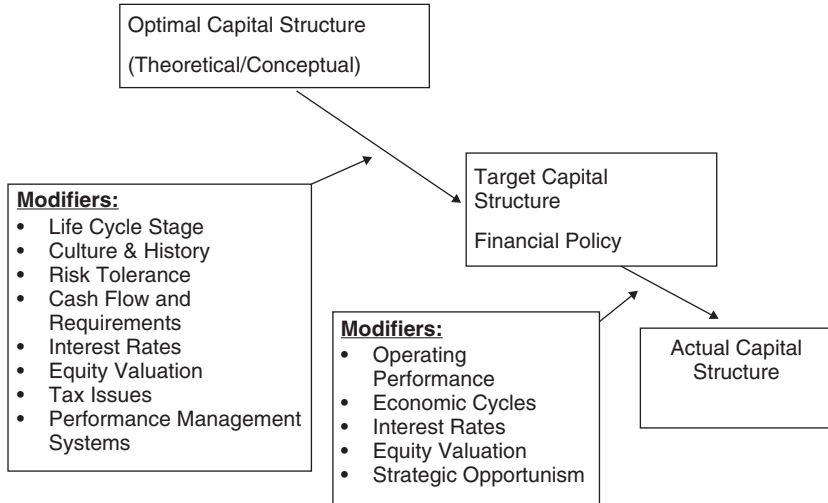 Optimal Capital Structure
(Theoretical/Conceptual)
Target Capital
Structure
Financial Policy
Modifiers:
• Life Cycle Stage
• Culture & History
• Risk Tolerance
• Cash Flow and
Requirements
• Interest Rates
• Equity Valuation
• Tax Issues
• Performance Management
Systems
Modifiers:
• Operating
Performance
• Economic Cycles
• Interest Rates
• Equity Valuation
• Strategic Opportunism
Actual Capital
Structure